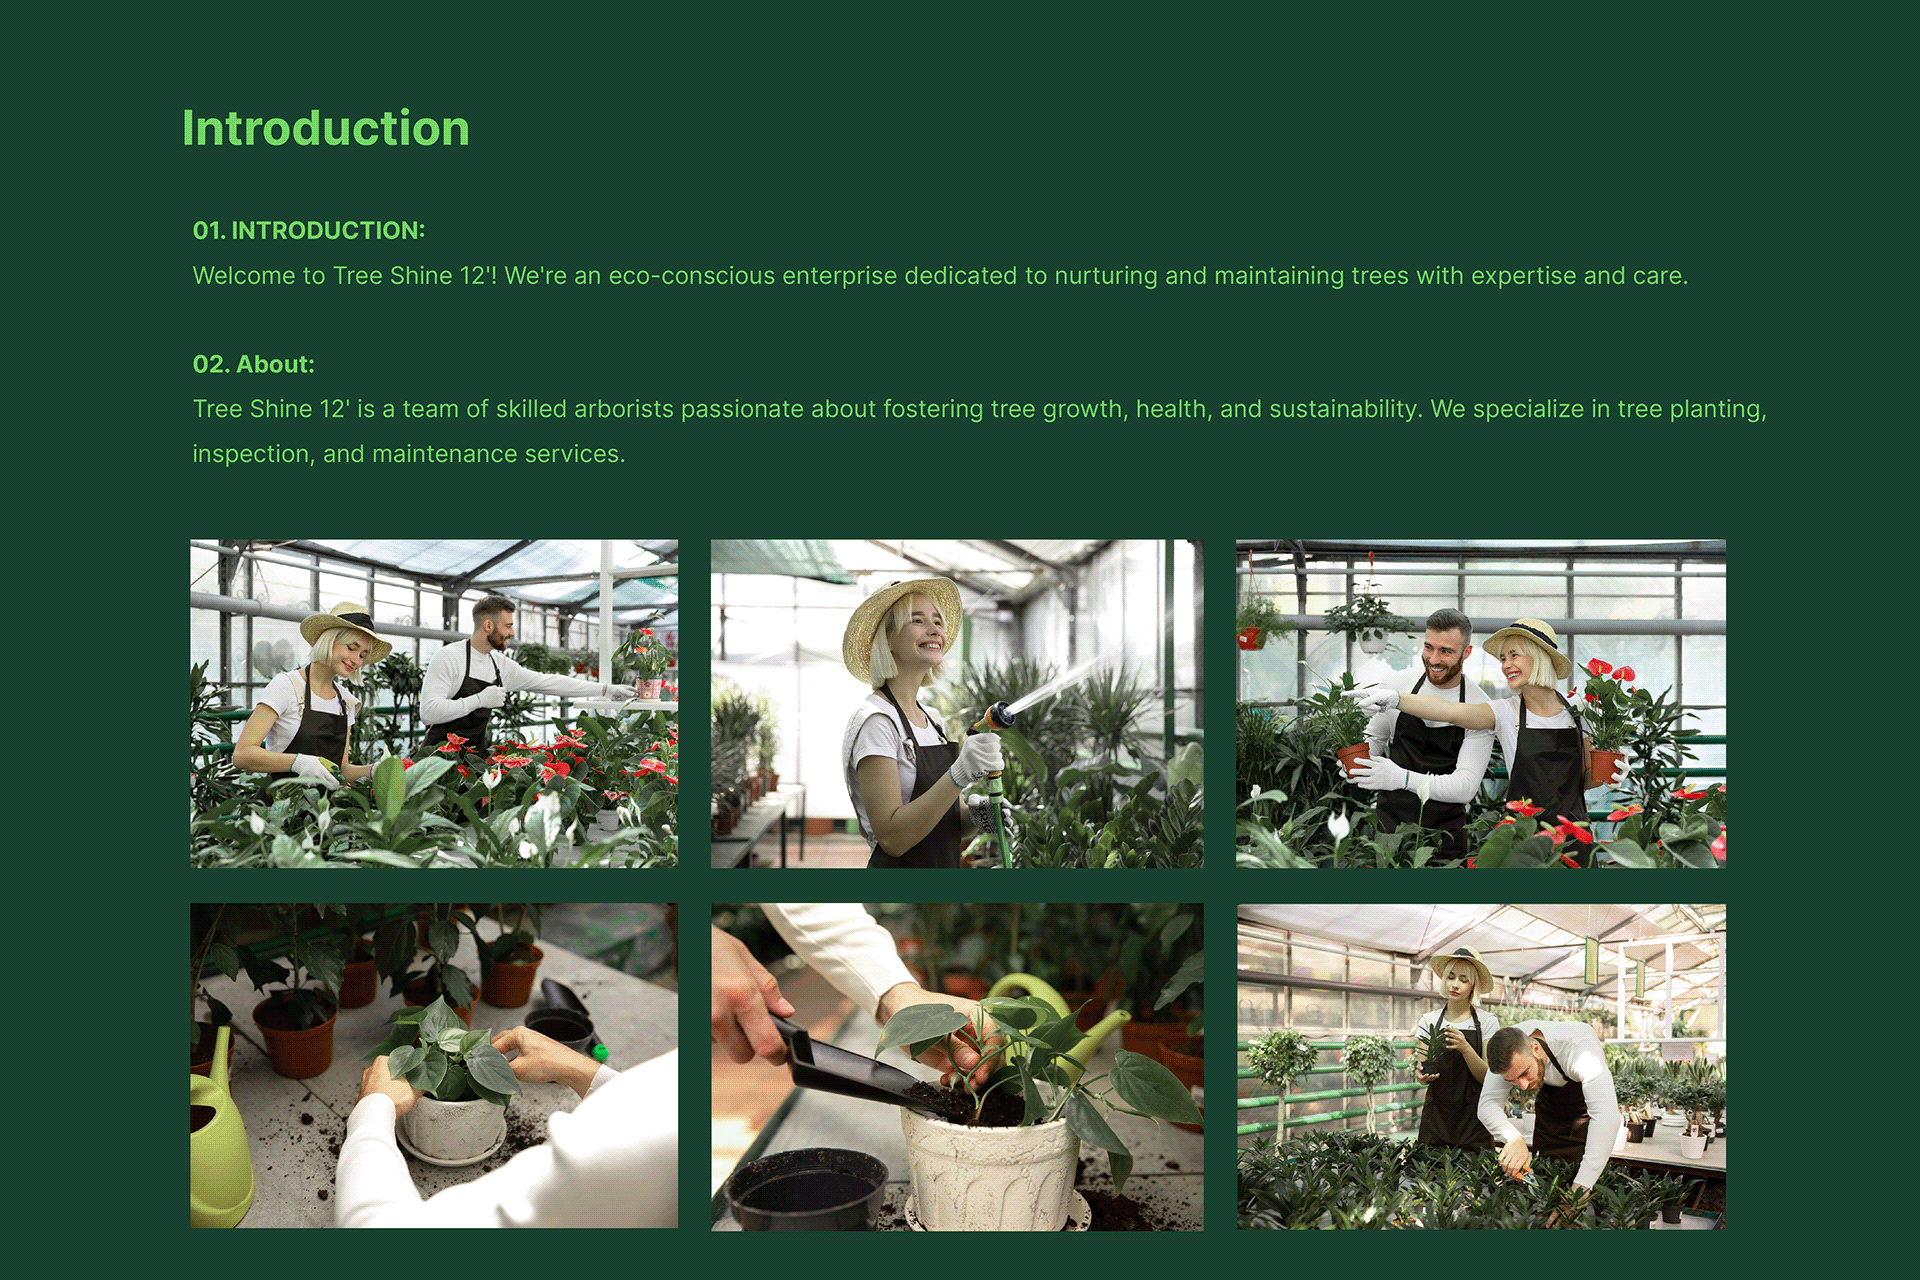 Introduction
01. INTRODUCTION:
Welcome to Tree Shine 12'! We're an eco-conscious enterprise dedicated to nurturing and maintaining trees with expertise and care.
02. About:
Tree Shine 12' is a team of skilled arborists passionate about fostering tree growth, health, and sustainability. We specialize in tree planting,
inspection, and maintenance services.